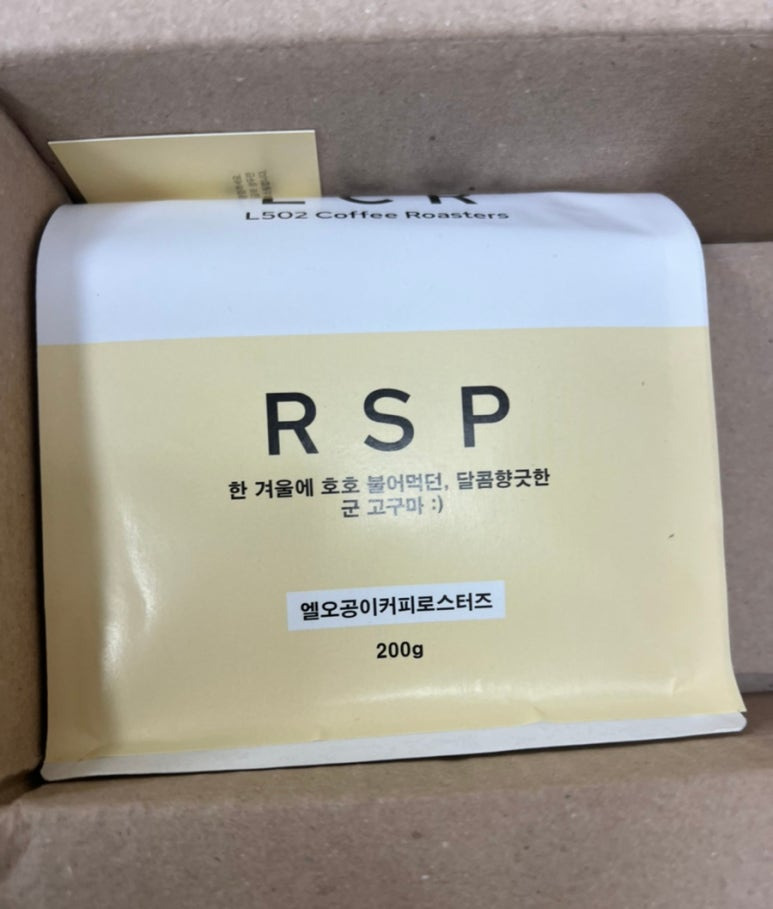 L502 Coffee Roasters
RSP
한 겨울에 호호 불어먹던, 달콤향긋한
군 고구마 :)
엘오공이커피로스터즈
200g